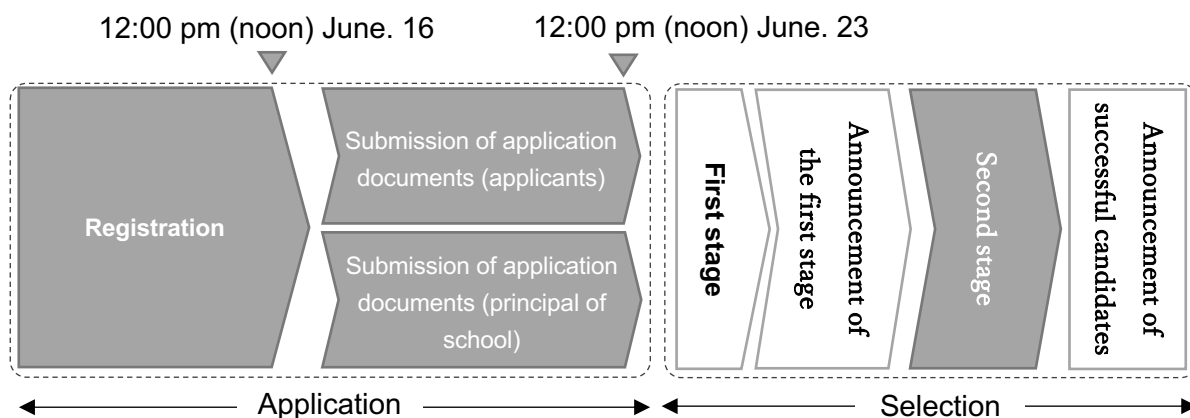 12:00 pm (noon) June. 16
12:00 pm (noon) June. 23
Registration
Submission of application
documents (applicants)
Submission of application
documents (principal of
school)
First stage
Announcement of
the first stage
Second stage
Announcement of
successful candidates
Application
Selection